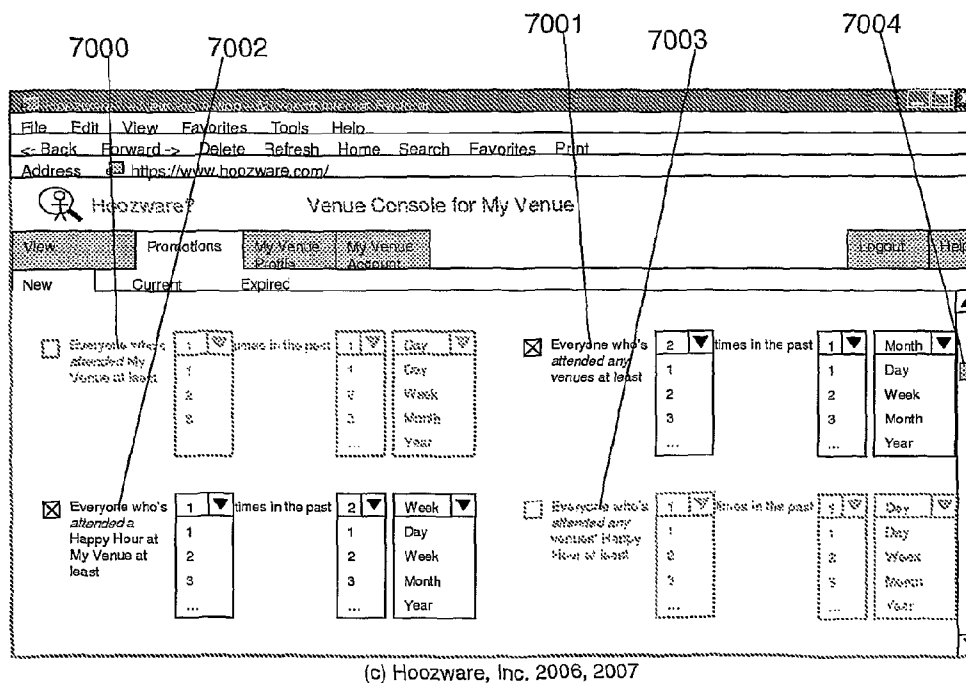 7000 7002 7001 7003 7004
File Edit View Favorites Tools Help
<- Back Forward -> Delete Refresh Home Search Favorites Print
Address https://www.hoozware.com/
Hoozware? Venue Console for My Venue
View Promotions My Venue Profile My Venue Account Logout Help
New Current Expired
Everyone who's attended My Venue at least 1 times in the past 1 Day
1 1 Day
2 2 Week
3 3 Month
... Year
Everyone who's attended any venues at least 2 times in the past 1 Month
1 1 Day
2 2 Week
3 3 Month
... ... Year
Everyone who's attended a Happy Hour at My Venue at least 1 times in the past 2 Week
1 1 Day
2 2 Week
3 3 Month
... ... Year
Everyone who's attended any venues' Happy Hour at least 1 times in the past 1 Day
1 1 Day
2 2 Week
3 3 Month
... ... Year
(c) Hoozware, Inc. 2006, 2007